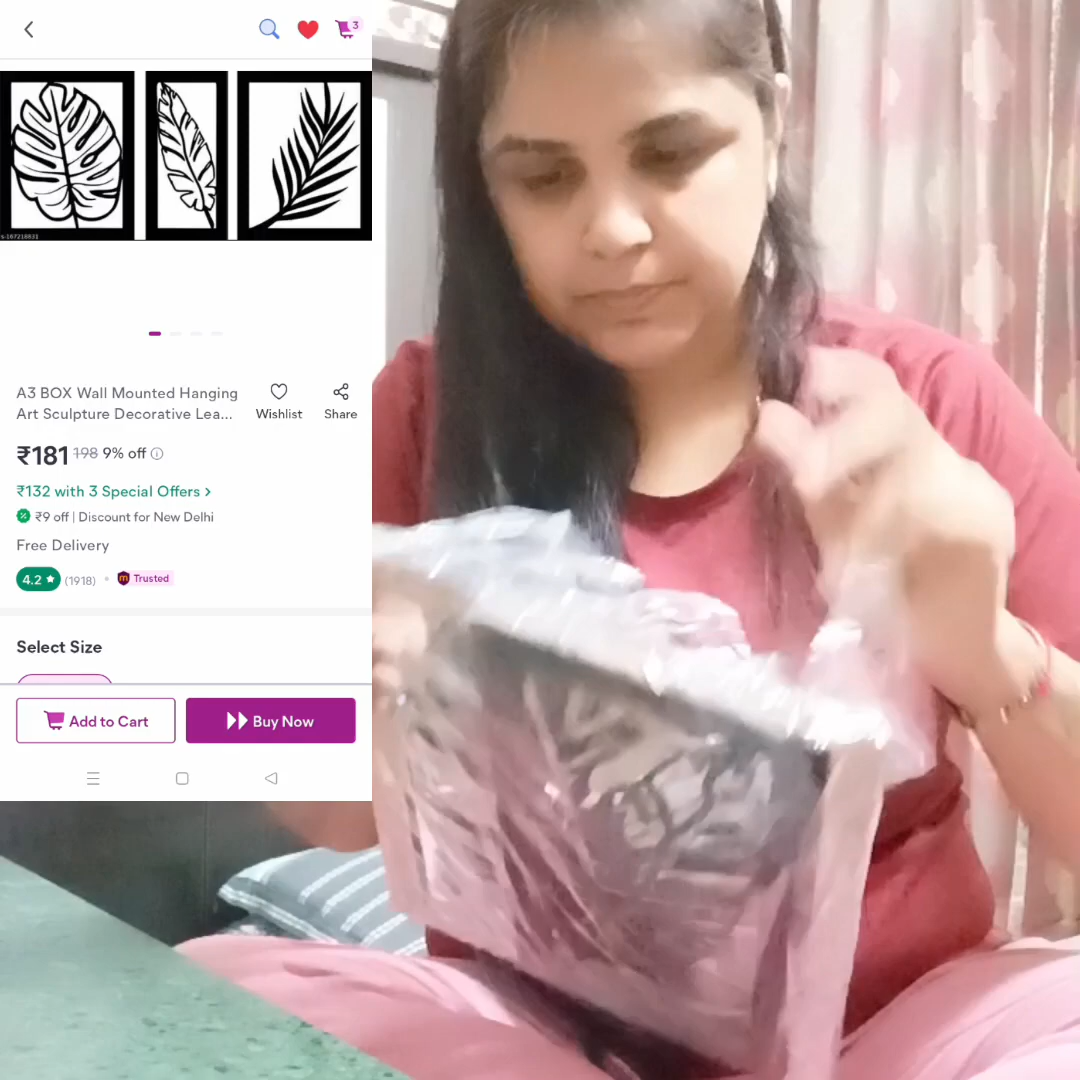 3
s-167218831
A3 BOX Wall Mounted Hanging
Art Sculpture Decorative Lea...
Wishlist
Share
₹181 198 9% off
₹132 with 3 Special Offers >
₹9 off | Discount for New Delhi
Free Delivery
4.2 ★ (1918) • m Trusted
Select Size
Add to Cart
Buy Now